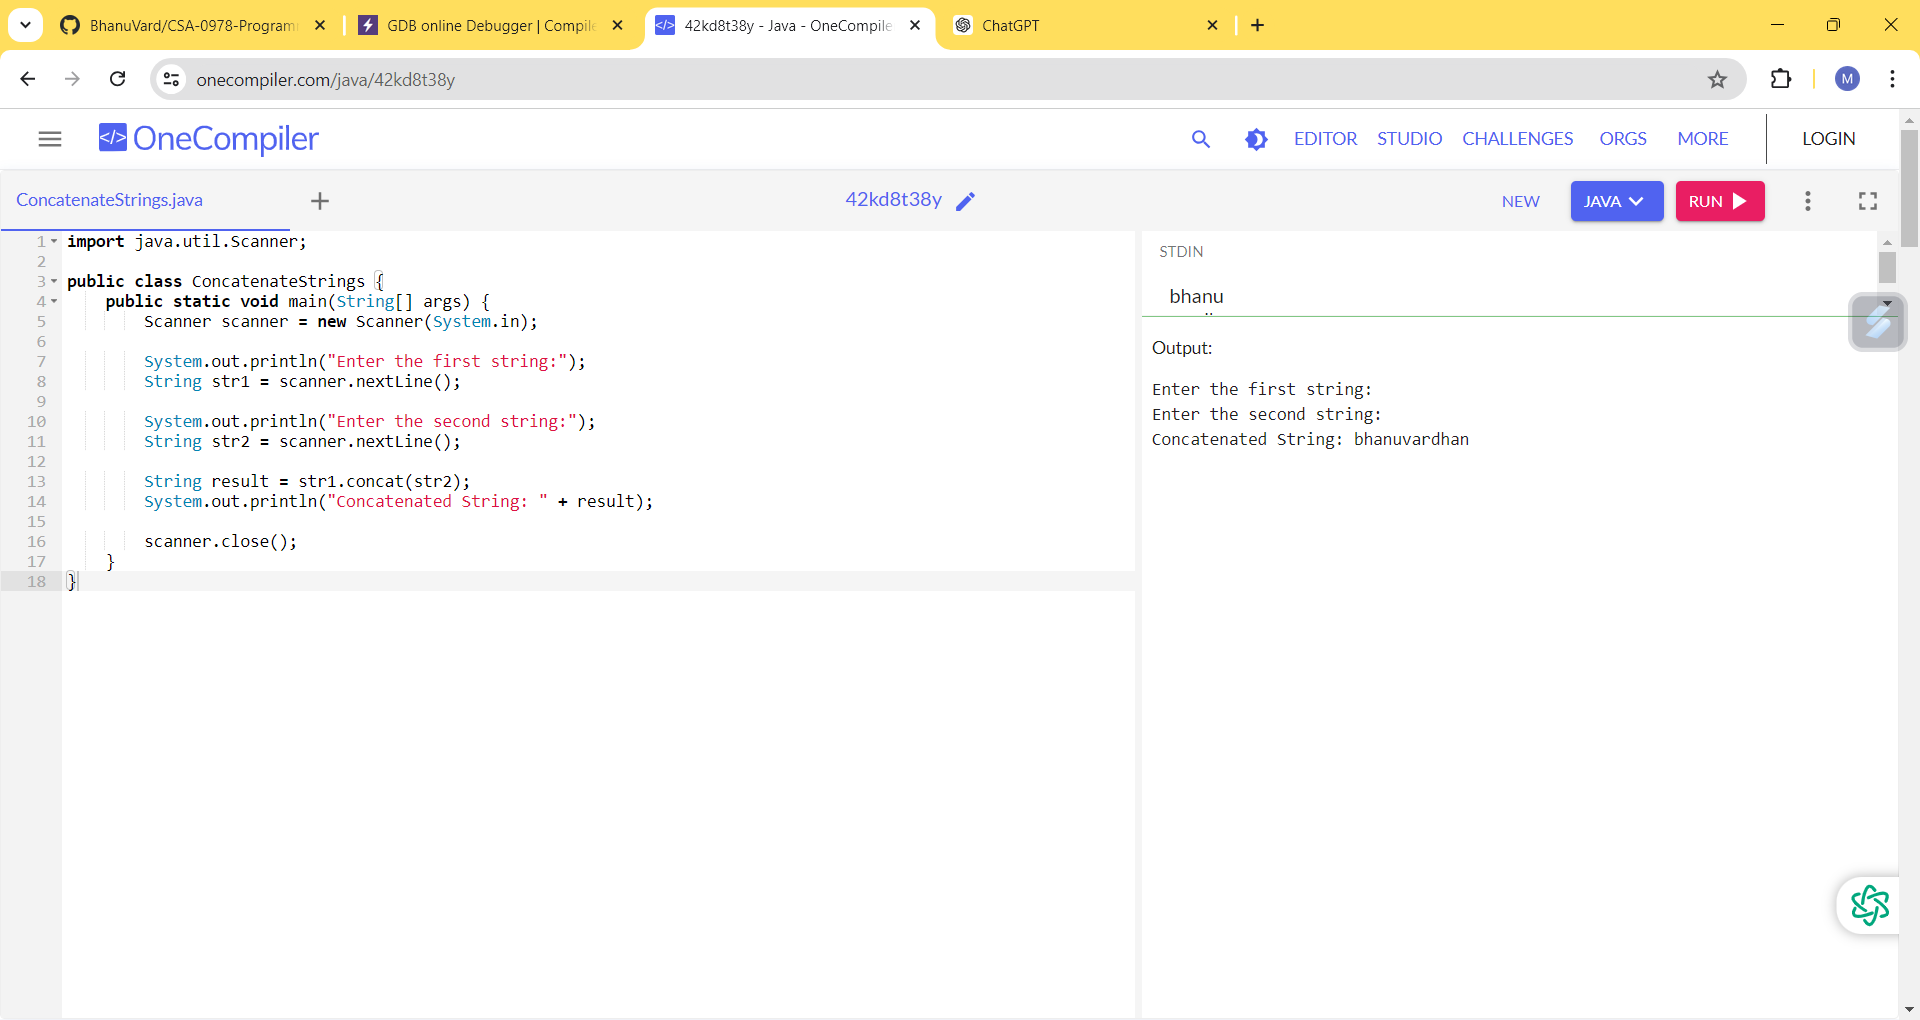 BhanuVard/CSA-0978-Programm
GDB online Debugger | Compile
42kd8t38y - Java - OneCompile
ChatGPT
onecompiler.com/java/42kd8t38y
M
</> OneCompiler
EDITOR
STUDIO
CHALLENGES
ORGS
MORE
LOGIN
ConcatenateStrings.java
42kd8t38y
NEW
JAVA
RUN
1 import java.util.Scanner;
2
3 public class ConcatenateStrings {
4     public static void main(String[] args) {
5         Scanner scanner = new Scanner(System.in);
6
7         System.out.println("Enter the first string:");
8         String str1 = scanner.nextLine();
9
10         System.out.println("Enter the second string:");
11         String str2 = scanner.nextLine();
12
13         String result = str1.concat(str2);
14         System.out.println("Concatenated String: " + result);
15
16         scanner.close();
17     }
18 }
STDIN
bhanu
Output:
Enter the first string:
Enter the second string:
Concatenated String: bhanuvardhan